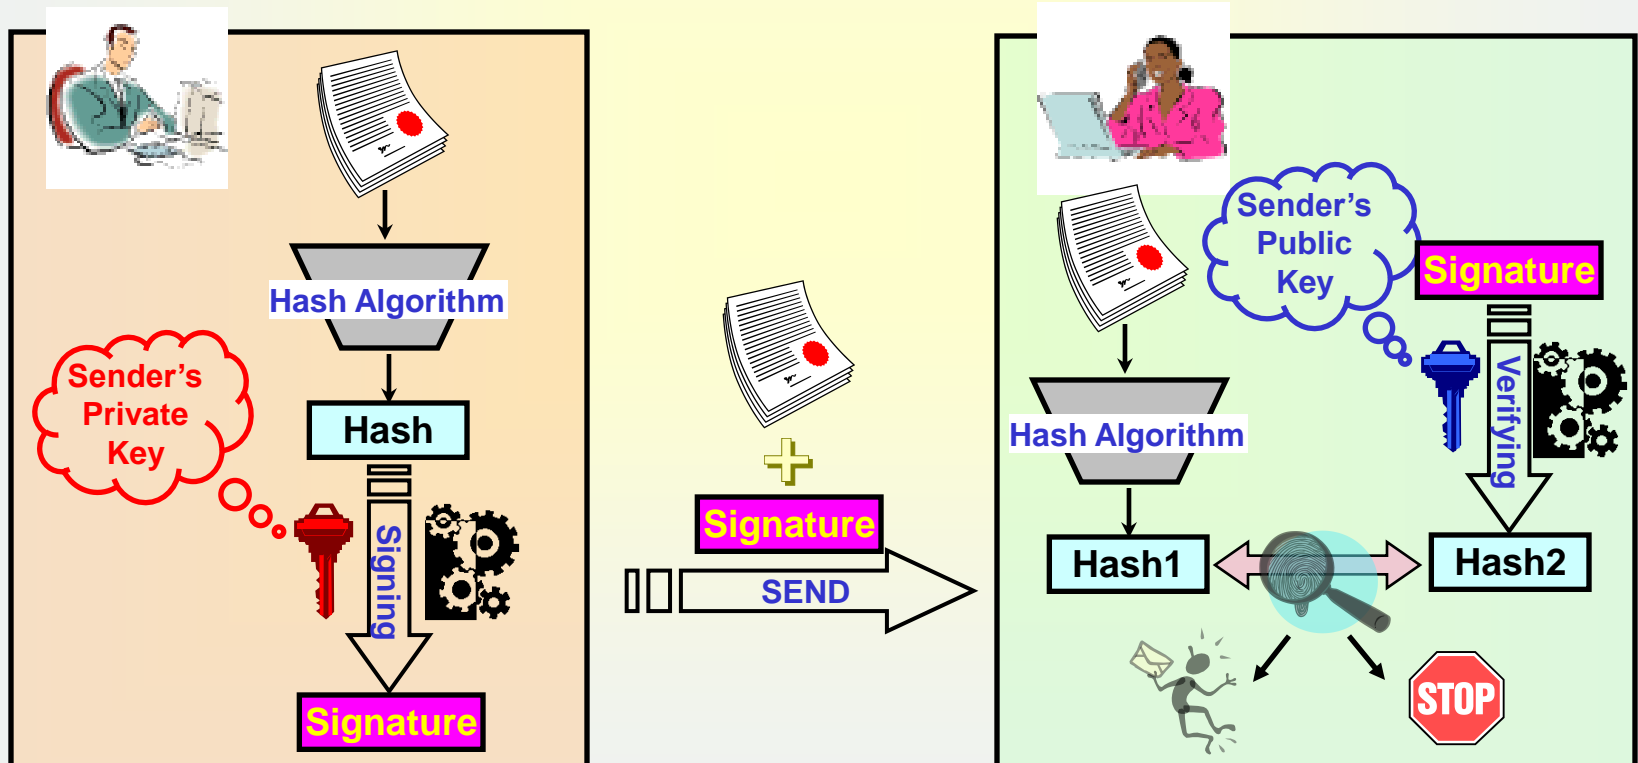 Hash Algorithm
Sender's
Private
Key
Hash
Signing
Signature
Signature
SEND
Sender's
Public
Key
Signature
Hash Algorithm
Verifying
Hash1
Hash2
STOP